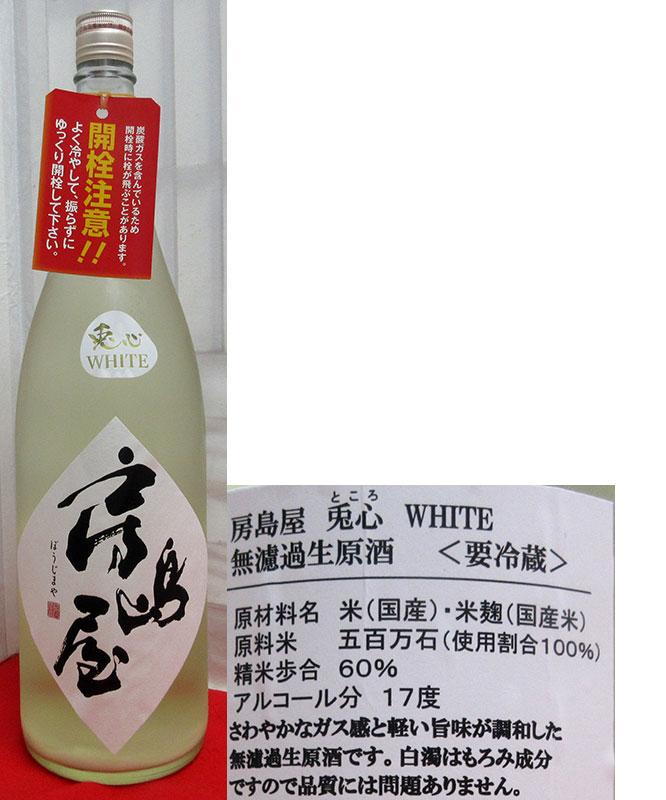 炭酸ガスを含んでいるため
開栓時に栓が飛ぶことがあります。
開栓注意!!
よく冷やして、振らずに
ゆっくり開栓して下さい。
兎心
WHITE
房島屋
ぼうじまや
ところ
房島屋 兎心 WHITE
無濾過生原酒 ＜要冷蔵＞
原材料名 米(国産)・米麹(国産米)
原料米 五百万石(使用割合100%)
精米歩合 60%
アルコール分 17度
さわやかなガス感と軽い旨味が調和した
無濾過生原酒です。白濁はもろみ成分
ですので品質には問題ありません。